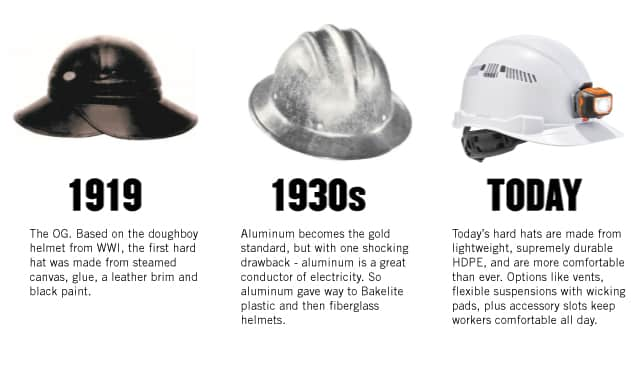 1919
The OG. Based on the doughboy
helmet from WWI, the first hard
hat was made from steamed
canvas, glue, a leather brim and
black paint.
1930s
Aluminum becomes the gold
standard, but with one shocking
drawback - aluminum is a great
conductor of electricity. So
aluminum gave way to Bakelite
plastic and then fiberglass
helmets.
TODAY
Today's hard hats are made from
lightweight, supremely durable
HDPE, and are more comfortable
than ever. Options like vents,
flexible suspensions with wicking
pads, plus accessory slots keep
workers comfortable all day.